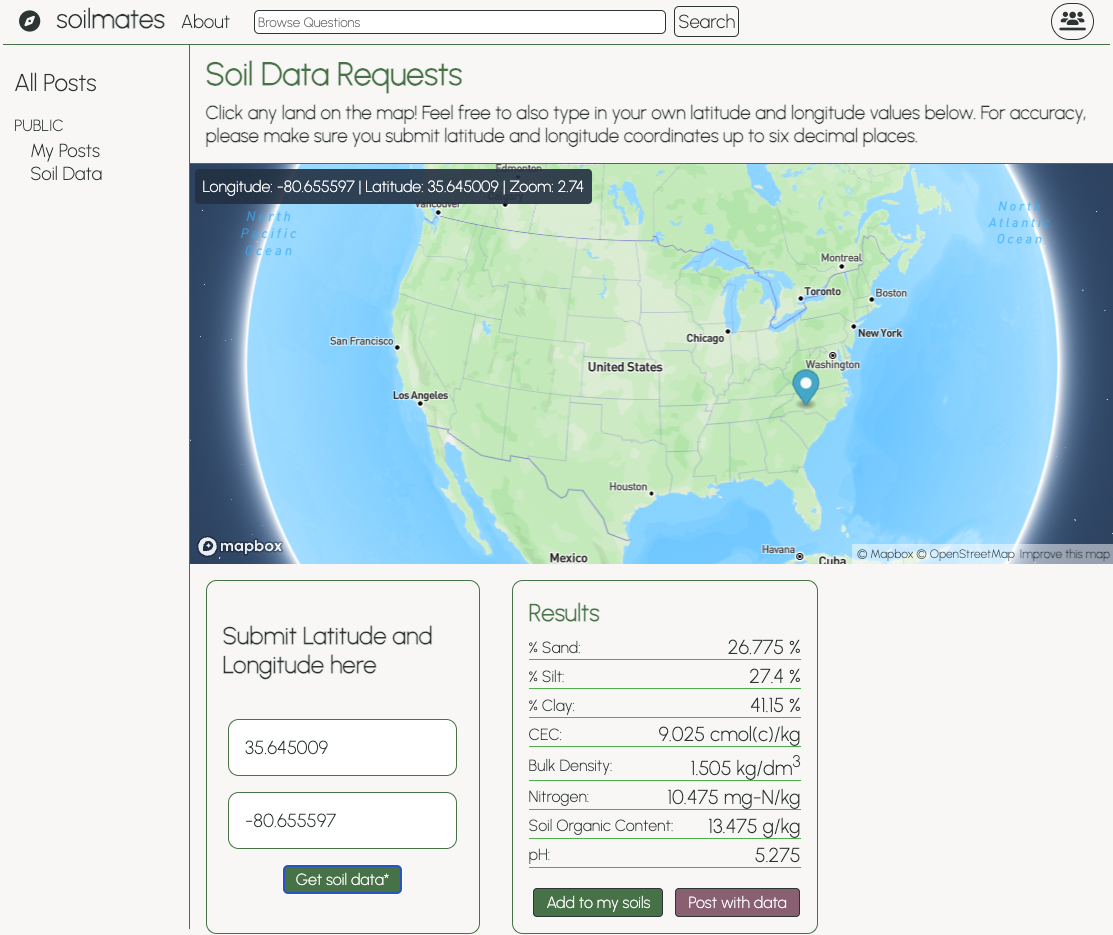 soilmates About Browse Questions Search
All Posts
PUBLIC
My Posts
Soil Data
Soil Data Requests
Click any land on the map! Feel free to also type in your own latitude and longitude values below. For accuracy,
please make sure you submit latitude and longitude coordinates up to six decimal places.
Edmonton
Longitude: -80.655597 | Latitude: 35.645009 | Zoom: 2.74
Vancouver
North
Pacific
Ocean
North
Atlantic
Ocean
Montreal
Toronto
Boston
San Francisco
Chicago
New York
Washington
United States
Los Angeles
Houston
mapbox
Mexico
Havana
Cuba
© Mapbox © OpenStreetMap Improve this map
Submit Latitude and
Longitude here
35.645009
-80.655597
Get soil data*
Results
% Sand: 26.775 %
% Silt: 27.4 %
% Clay: 41.15 %
CEC: 9.025 cmol(c)/kg
Bulk Density: 1.505 kg/dm³
Nitrogen: 10.475 mg-N/kg
Soil Organic Content: 13.475 g/kg
pH: 5.275
Add to my soils Post with data